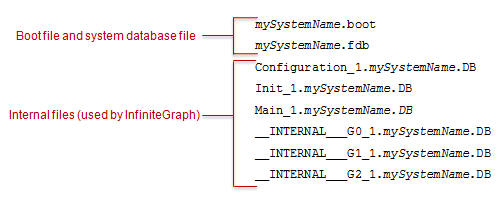 Boot file and system database file
mySystemName.boot
mySystemName.fdb
Internal files (used by InfiniteGraph)
Configuration_1.mySystemName.DB
Init_1.mySystemName.DB
Main_1.mySystemName.DB
__INTERNAL___G0_1.mySystemName.DB
__INTERNAL___G1_1.mySystemName.DB
__INTERNAL___G2_1.mySystemName.DB